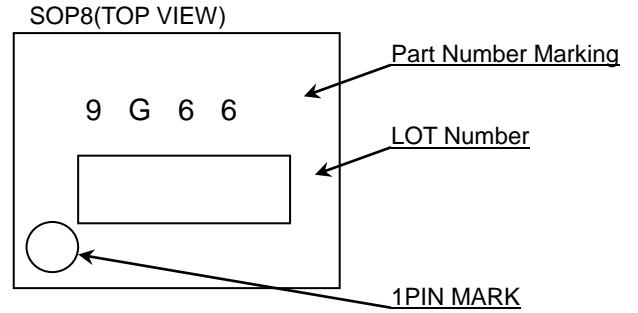 SOP8(TOP VIEW)
Part Number Marking
9 G 6 6
LOT Number
1PIN MARK